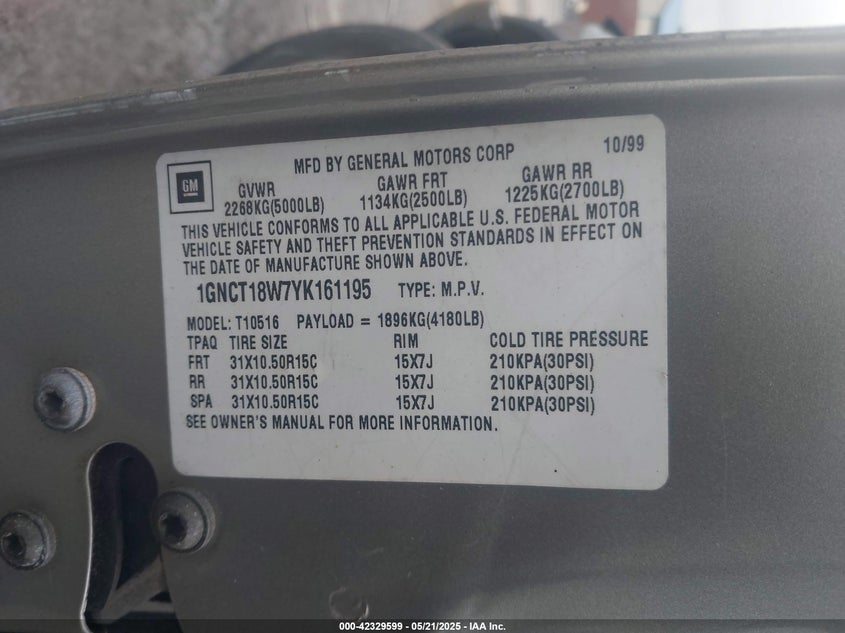 GM
MFD BY GENERAL MOTORS CORP 10/99
GVWR GAWR FRT GAWR RR
2268KG(5000LB) 1134KG(2500LB) 1225KG(2700LB)
THIS VEHICLE CONFORMS TO ALL APPLICABLE U.S. FEDERAL MOTOR
VEHICLE SAFETY AND THEFT PREVENTION STANDARDS IN EFFECT ON
THE DATE OF MANUFACTURE SHOWN ABOVE.
1GNCT18W7YK161195 TYPE: M.P.V.
MODEL: T10516 PAYLOAD = 1896KG(4180LB)
TPAQ TIRE SIZE RIM COLD TIRE PRESSURE
FRT 31X10.50R15C 15X7J 210KPA(30PSI)
RR 31X10.50R15C 15X7J 210KPA(30PSI)
SPA 31X10.50R15C 15X7J 210KPA(30PSI)
SEE OWNER'S MANUAL FOR MORE INFORMATION.
000-42329599 — 05/21/2025 — IAA Inc.